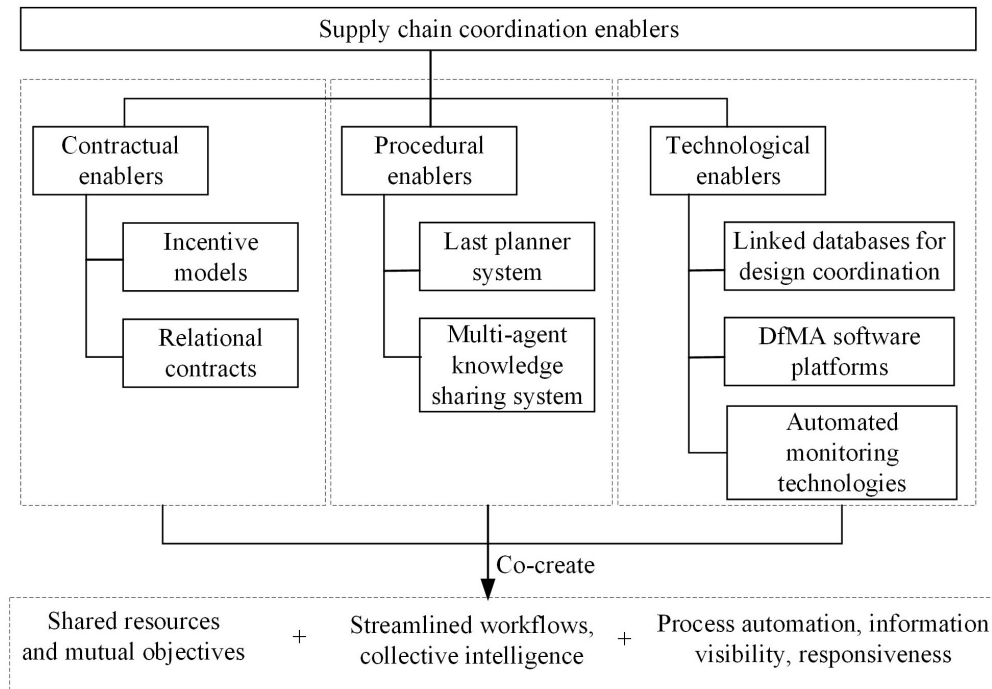 Supply chain coordination enablers
Contractual
enablers
Incentive
models
Relational
contracts
Procedural
enablers
Last planner
system
Multi-agent
knowledge
sharing system
Technological
enablers
Linked databases for
design coordination
DfMA software
platforms
Automated
monitoring
technologies
Co-create
Shared resources
and mutual objectives
+
Streamlined workflows,
collective intelligence
+
Process automation, information
visibility, responsiveness